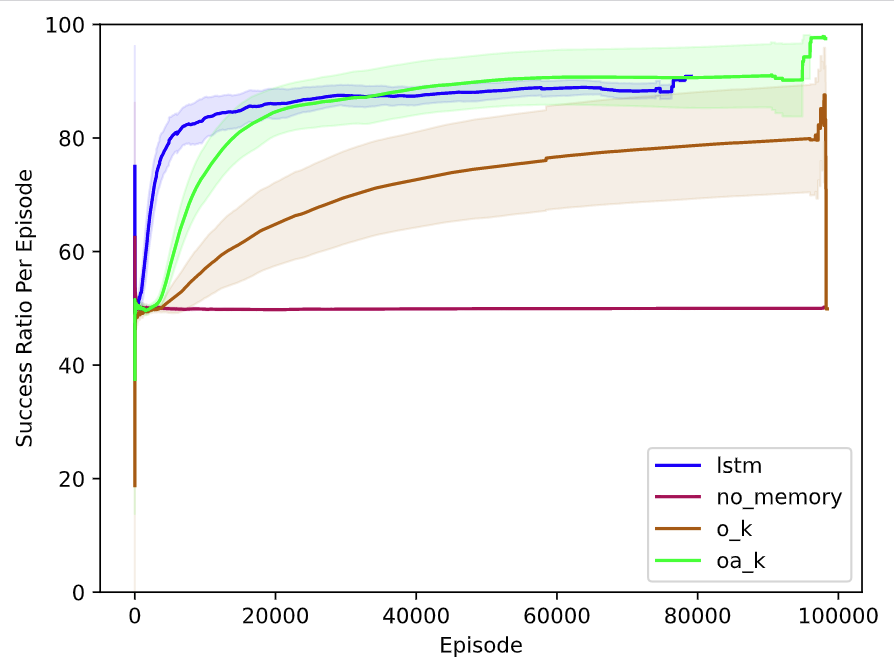 Success Ratio Per Episode
100
80
60
40
20
0
0 20000 40000 60000 80000 100000
Episode
lstm
no_memory
o_k
oa_k